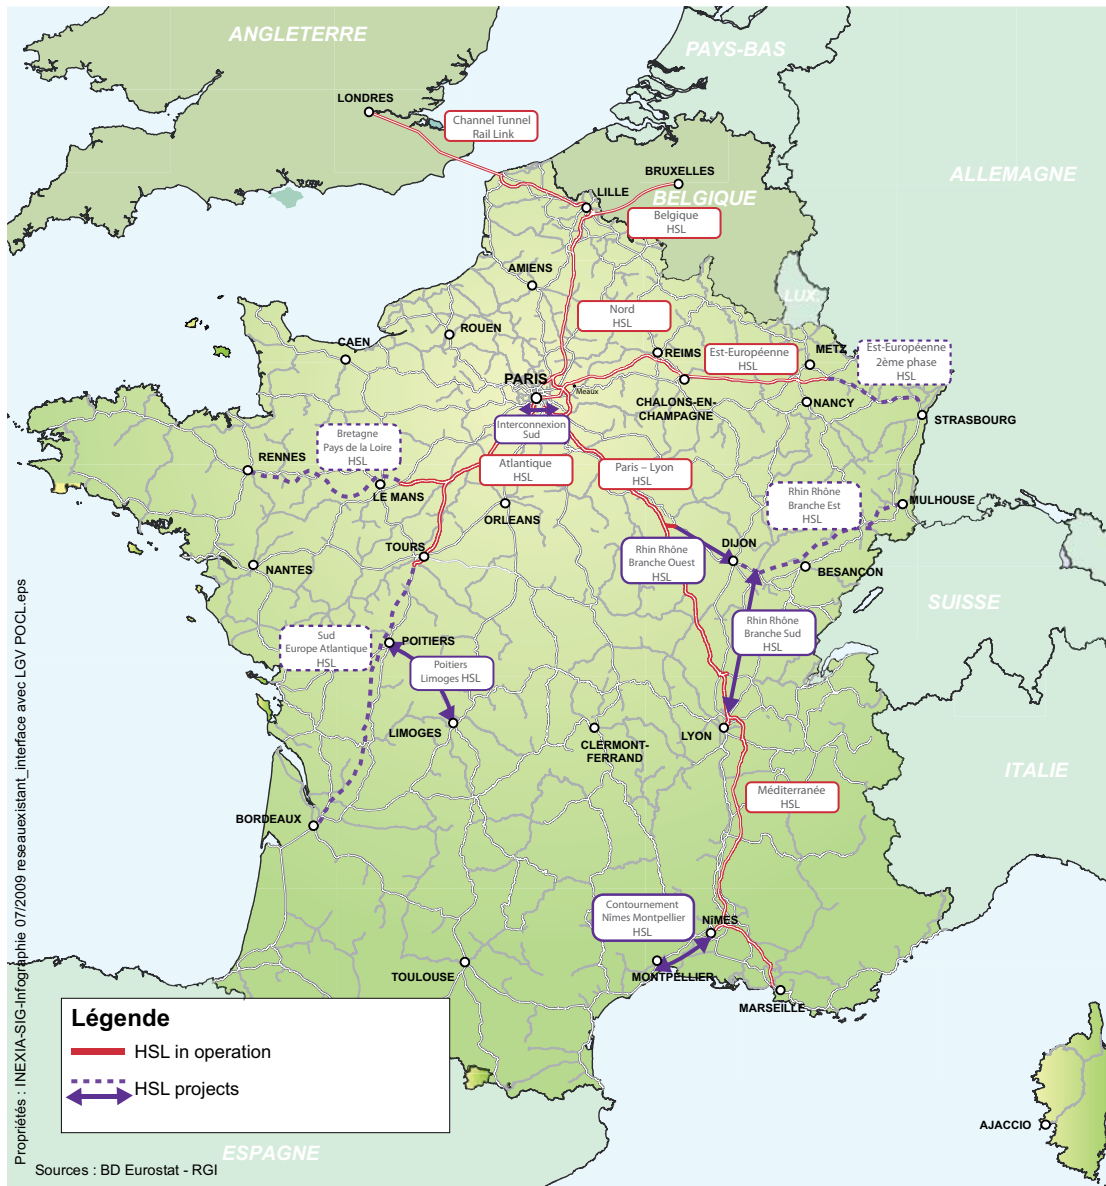 ANGLETERRE
PAYS-BAS
LONDRES
Channel Tunnel
Rail Link
BRUXELLES
ALLEMAGNE
LILLE
BELGIQUE
Belgique
HSL
AMIENS
LUX.
Nord
HSL
ROUEN
CAEN
REIMS
Est-Européenne
HSL
METZ
Est-Européenne
2ème phase
HSL
PARIS
Meaux
CHALONS-EN-
CHAMPAGNE
NANCY
STRASBOURG
Interconnexion
Sud
Bretagne
Pays de la Loire
HSL
RENNES
LE MANS
Atlantique
HSL
Paris – Lyon
HSL
Rhin Rhône
Branche Est
HSL
MULHOUSE
ORLEANS
DIJON
TOURS
Rhin Rhône
Branche Ouest
HSL
NANTES
BESANCON
SUISSE
Rhin Rhône
Branche Sud
HSL
Sud
Europe Atlantique
HSL
POITIERS
Poitiers
Limoges HSL
LIMOGES
CLERMONT-
FERRAND
LYON
ITALIE
Méditerranée
HSL
BORDEAUX
Contournement
Nîmes Montpellier
HSL
NîMES
TOULOUSE
MONTPELLIER
MARSEILLE
Légende
HSL in operation
HSL projects
AJACCIO
ESPAGNE
Sources : BD Eurostat - RGI
Propriétés : INEXIA-SIG-Infographie 07/2009 reseauexistant_interface avec LGV POCL.eps